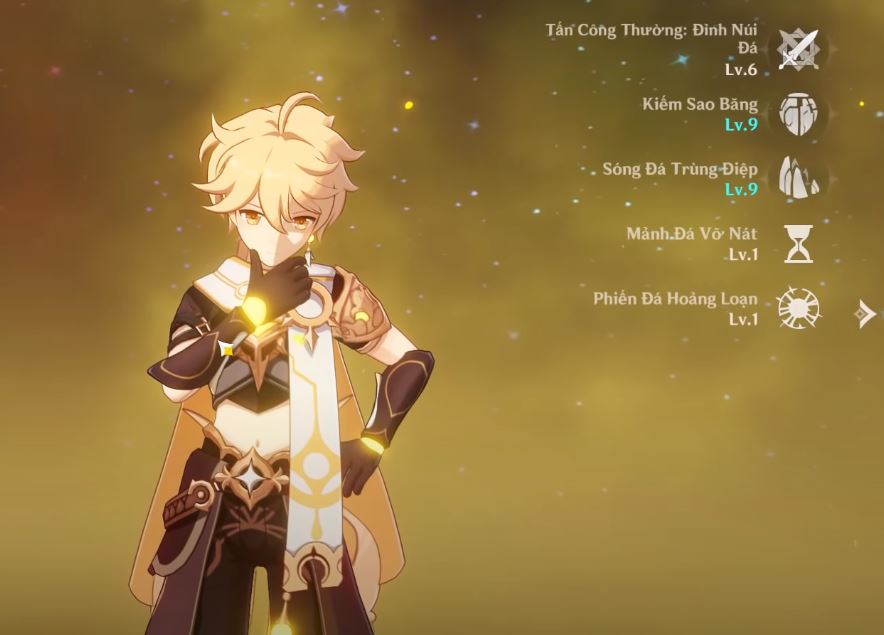 Tấn Công Thường: Đỉnh Núi
Đá
Lv.6
Kiếm Sao Băng
Lv.9
Sóng Đá Trùng Điệp
Lv.9
Mảnh Đá Vỡ Nát
Lv.1
Phiến Đá Hoảng Loạn
Lv.1